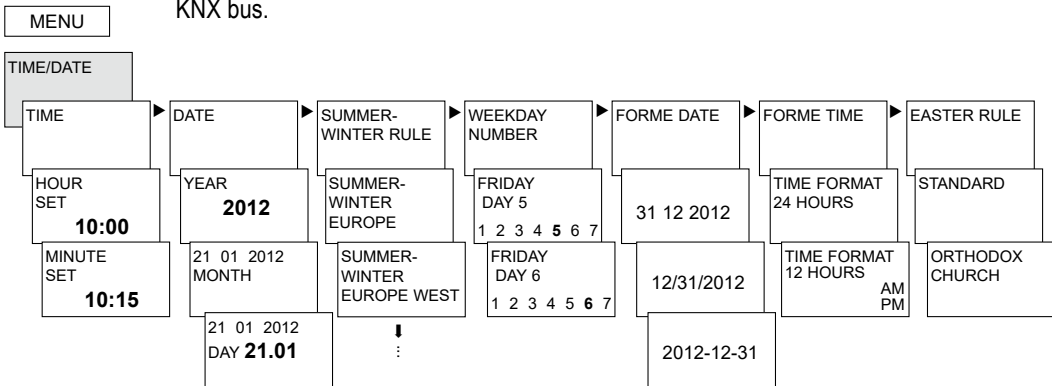 KNX bus.
MENU
TIME/DATE
TIME
HOUR
SET
10:00
MINUTE
SET
10:15
DATE
YEAR
2012
21 01 2012
MONTH
21 01 2012
DAY 21.01
SUMMER-
WINTER RULE
SUMMER-
WINTER
EUROPE
SUMMER-
WINTER
EUROPE WEST
WEEKDAY
NUMBER
FRIDAY
DAY 5
1 2 3 4 5 6 7
FRIDAY
DAY 6
1 2 3 4 5 6 7
FORME DATE
31 12 2012
12/31/2012
2012-12-31
FORME TIME
TIME FORMAT
24 HOURS
TIME FORMAT
12 HOURS
AM
PM
EASTER RULE
STANDARD
ORTHODOX
CHURCH